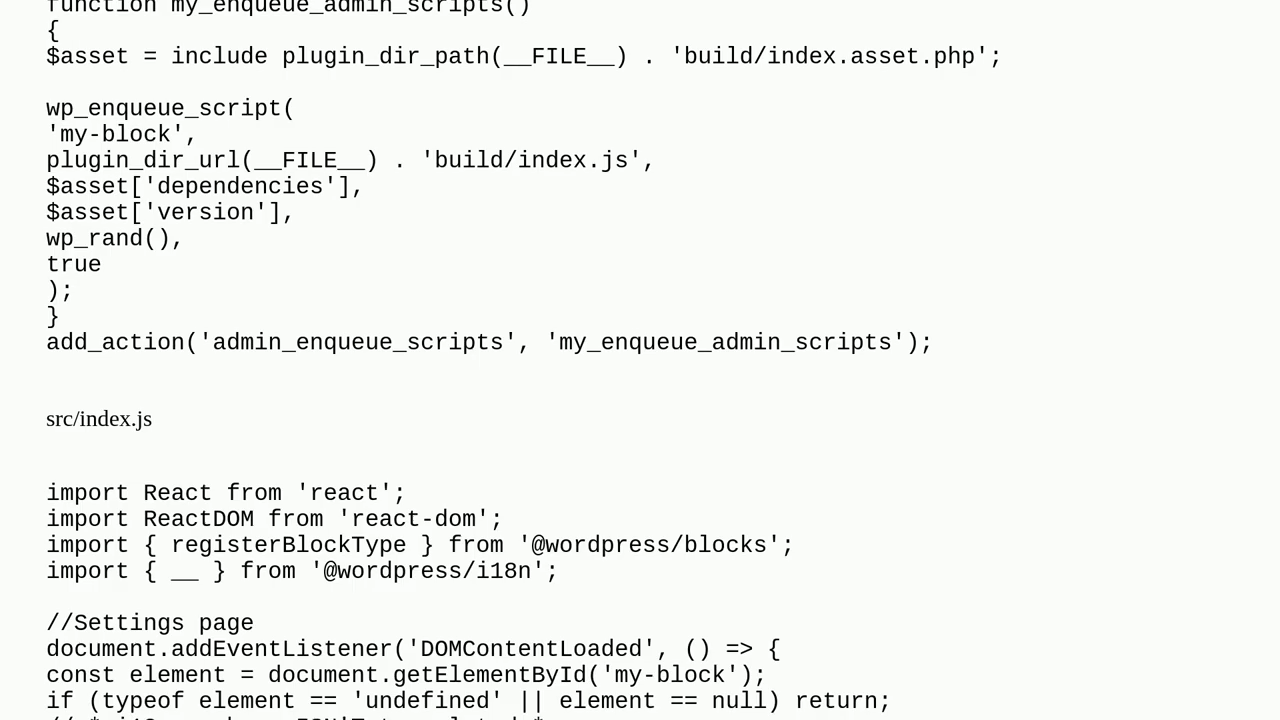 function my_enqueue_admin_scripts()
{
$asset = include plugin_dir_path(__FILE__) . 'build/index.asset.php';
wp_enqueue_script(
'my-block',
plugin_dir_url(__FILE__) . 'build/index.js',
$asset['dependencies'],
$asset['version'],
wp_rand(),
true
);
}
add_action('admin_enqueue_scripts', 'my_enqueue_admin_scripts');
src/index.js
import React from 'react';
import ReactDOM from 'react-dom';
import { registerBlockType } from '@wordpress/blocks';
import { __ } from '@wordpress/i18n';
//Settings page
document.addEventListener('DOMContentLoaded', () => {
const element = document.getElementById('my-block');
if (typeof element == 'undefined' || element == null) return;